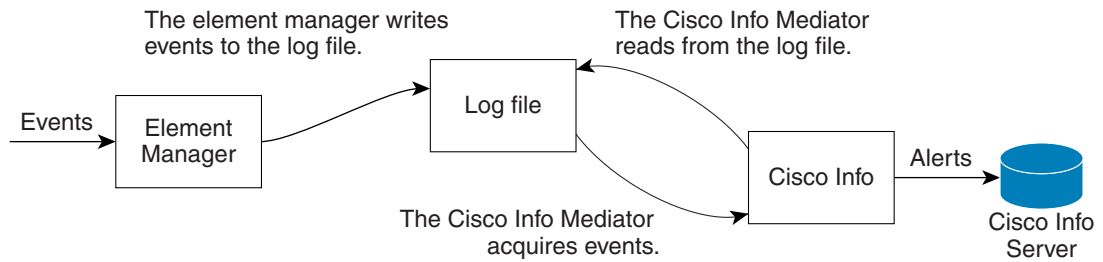 The element manager writes
events to the log file.
The Cisco Info Mediator
reads from the log file.
Events
Element
Manager
Log file
Cisco Info
Alerts
The Cisco Info Mediator
acquires events.
Cisco Info
Server